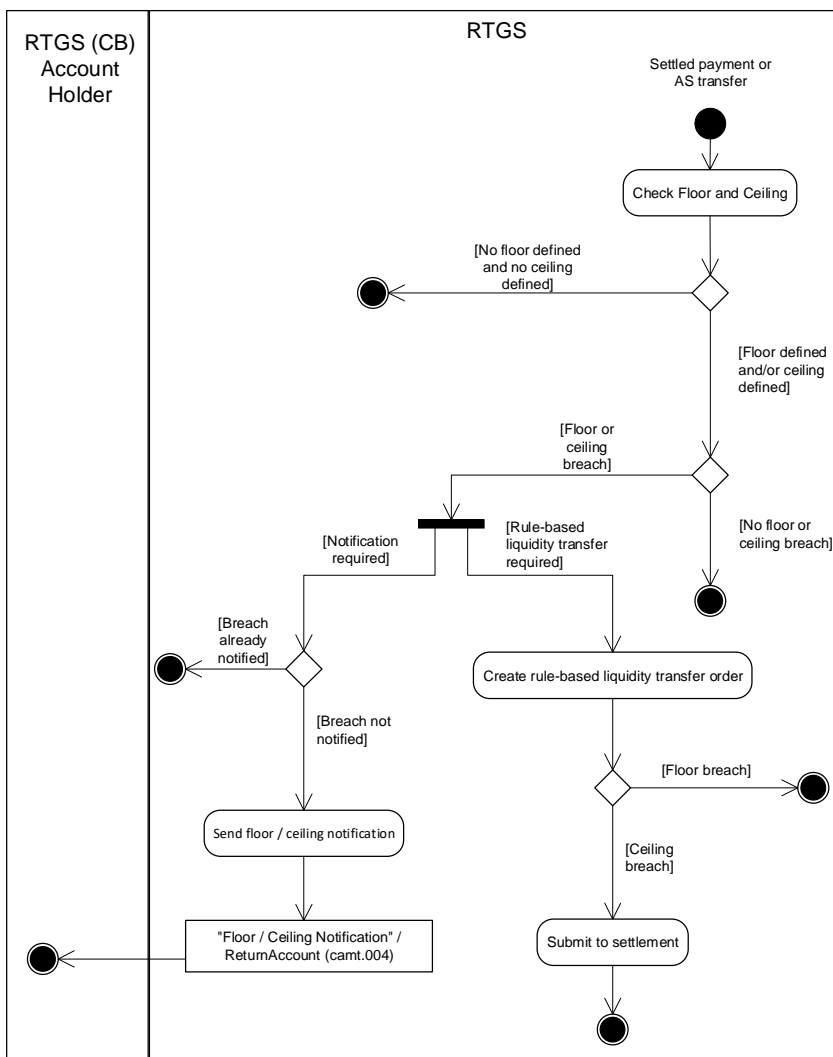 RTGS (CB)
Account
Holder
RTGS
Settled payment or
AS transfer
Check Floor and Ceiling
[No floor defined
and no ceiling
defined]
[Floor defined
and/or ceiling
defined]
[Floor or
ceiling
breach]
[No floor or
ceiling breach]
[Notification
required]
[Rule-based
liquidity transfer
required]
[Breach
already
notified]
Create rule-based liquidity transfer order
[Breach not
notified]
[Floor breach]
Send floor / ceiling notification
[Ceiling
breach]
"Floor / Ceiling Notification" /
ReturnAccount (camt.004)
Submit to settlement